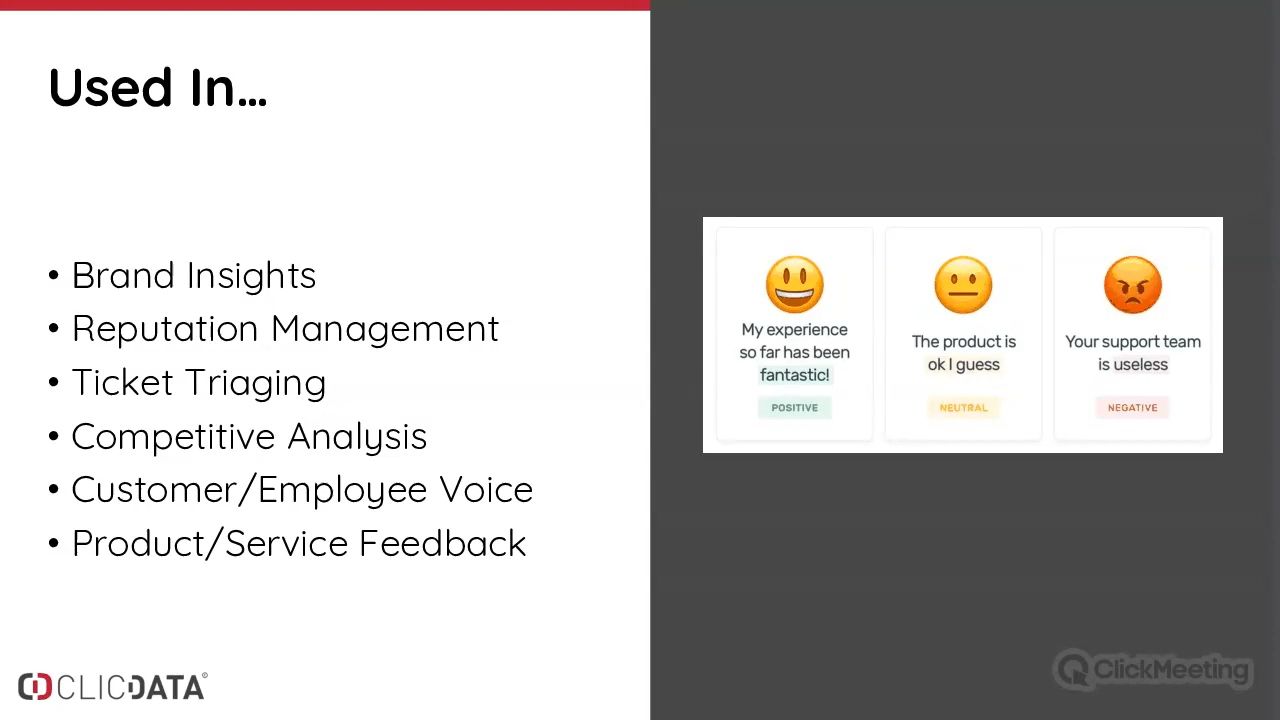 Used In...
• Brand Insights
• Reputation Management
• Ticket Triaging
• Competitive Analysis
• Customer/Employee Voice
• Product/Service Feedback
My experience
so far has been
fantastic!
POSITIVE
The product is
ok I guess
NEUTRAL
Your support team
is useless
NEGATIVE
CLICDATA®
ClickMeeting